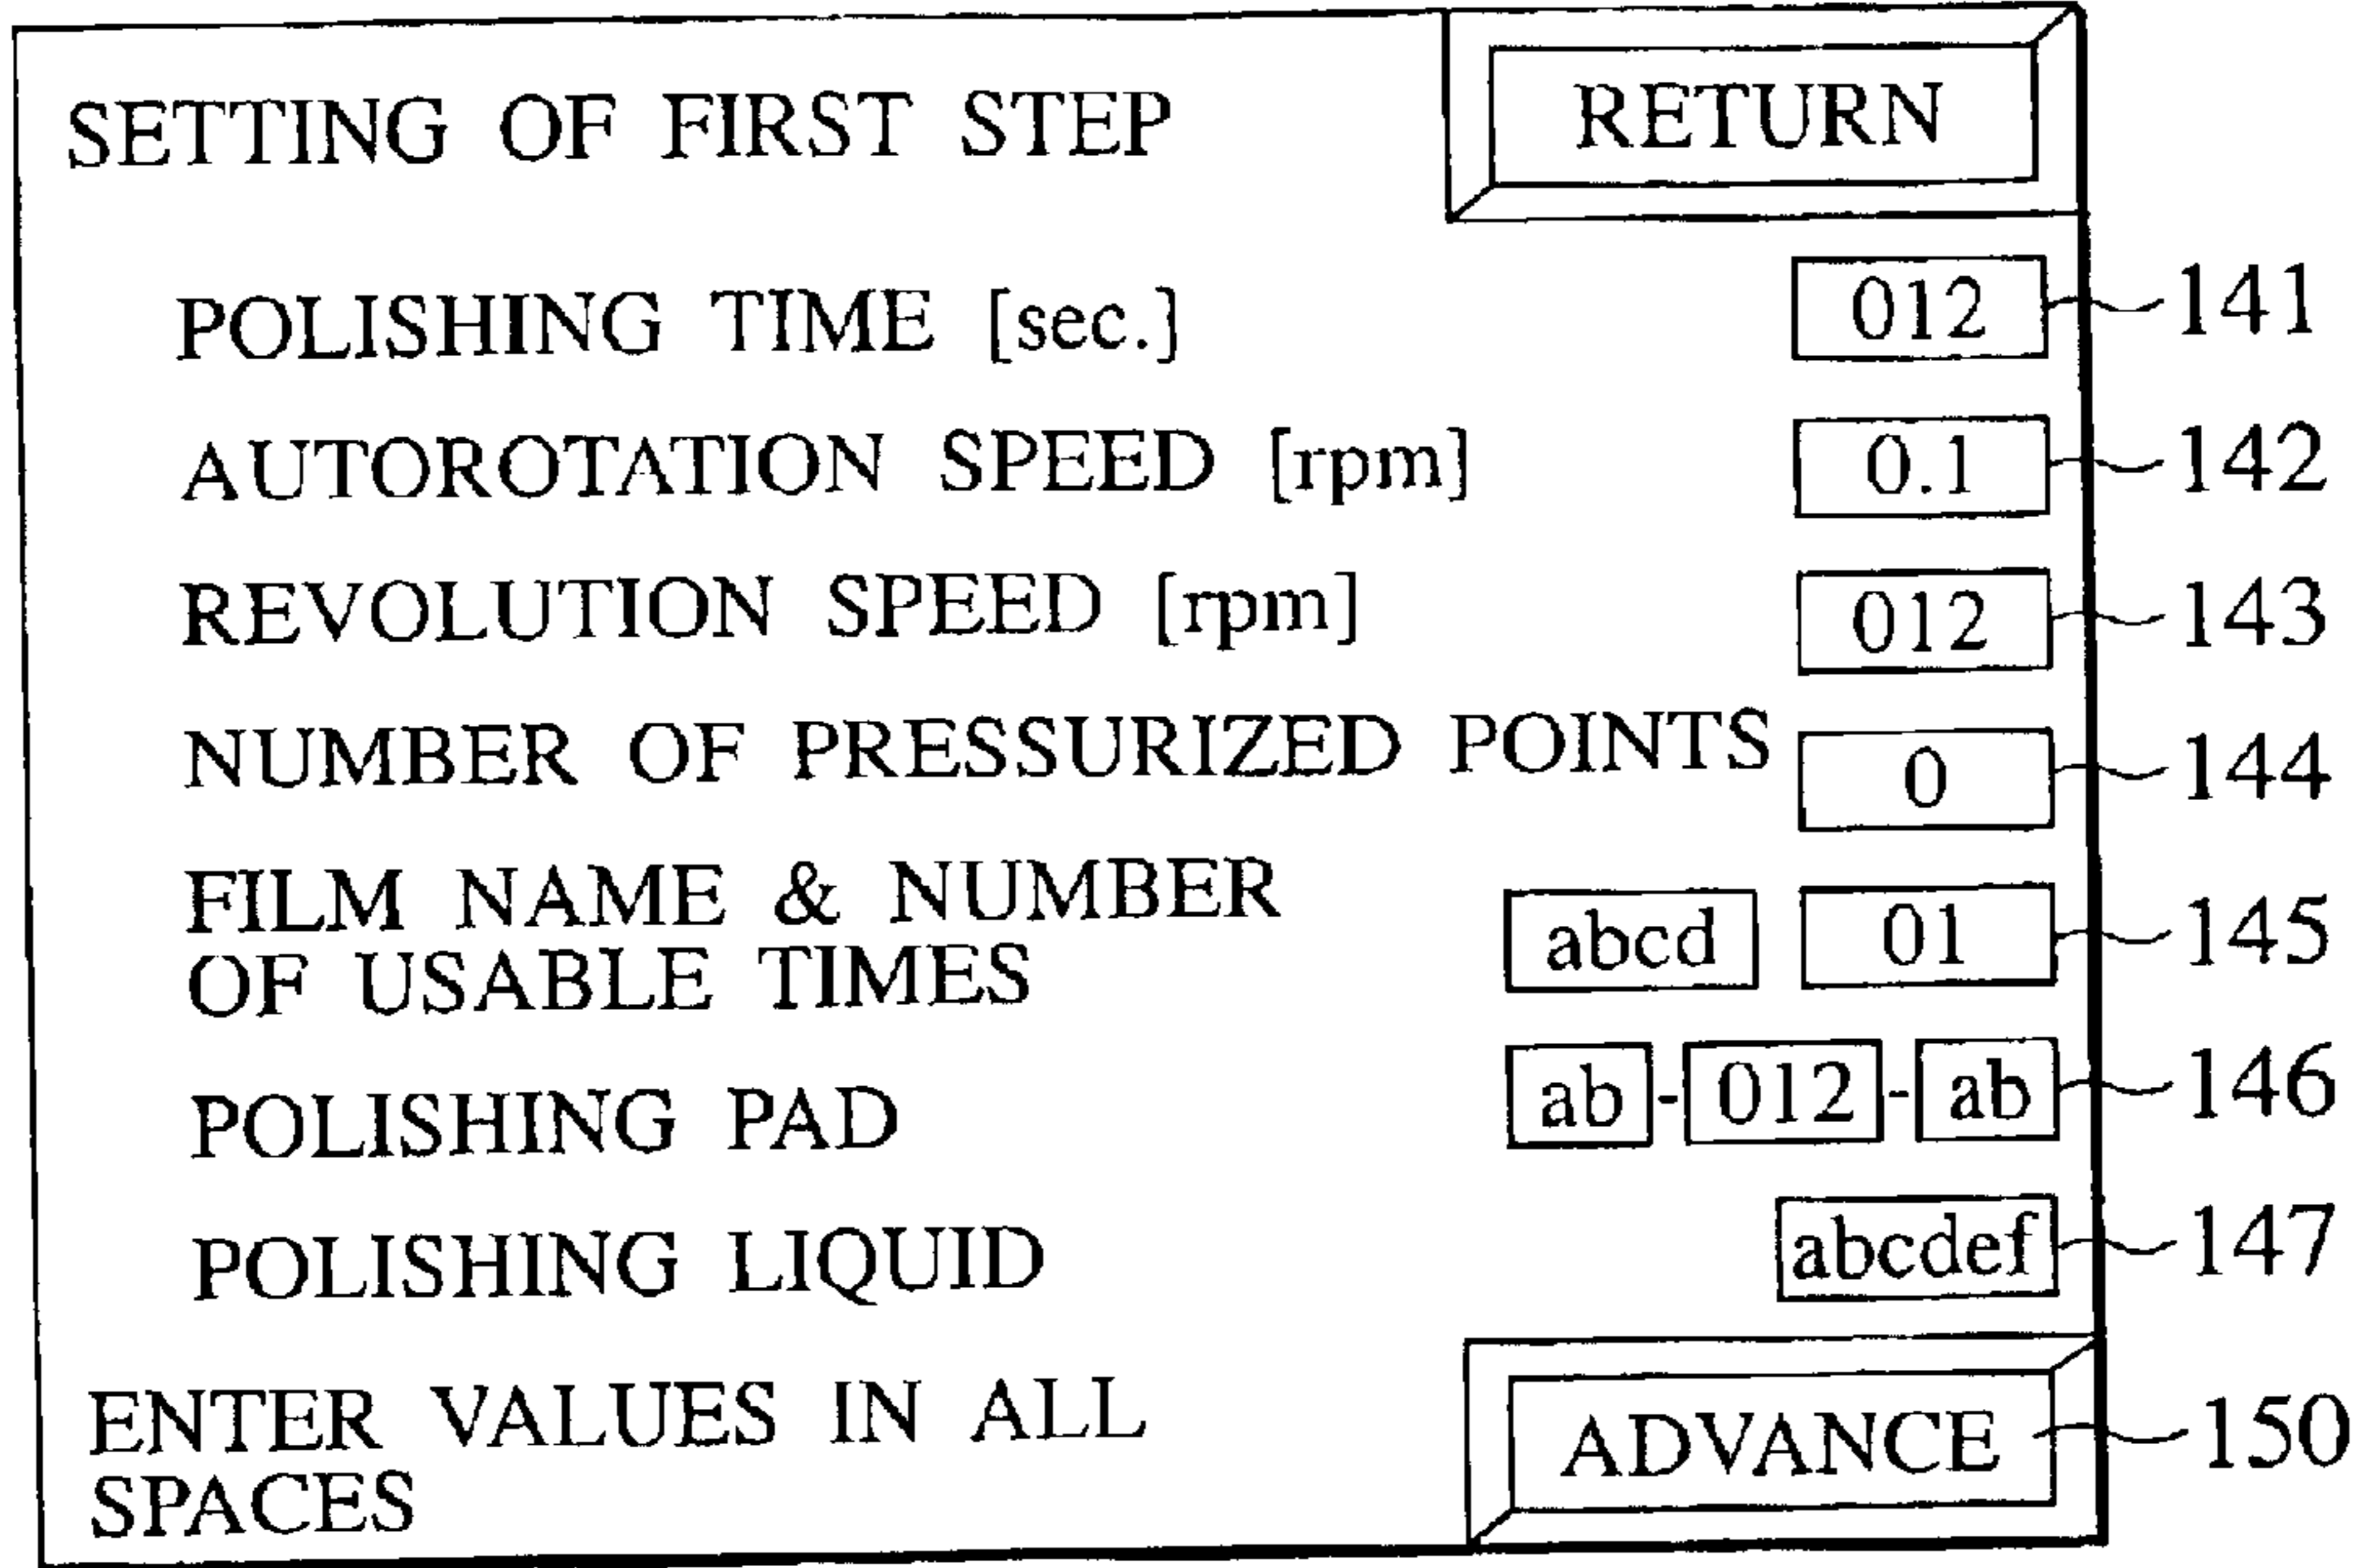 SETTING OF FIRST STEP RETURN
POLISHING TIME [sec.] 012 141
AUTOROTATION SPEED [rpm] 0.1 142
REVOLUTION SPEED [rpm] 012 143
NUMBER OF PRESSURIZED POINTS 0 144
FILM NAME & NUMBER
OF USABLE TIMES abcd 01 145
POLISHING PAD ab - 012 - ab 146
POLISHING LIQUID abcdef 147
ENTER VALUES IN ALL
SPACES ADVANCE 150